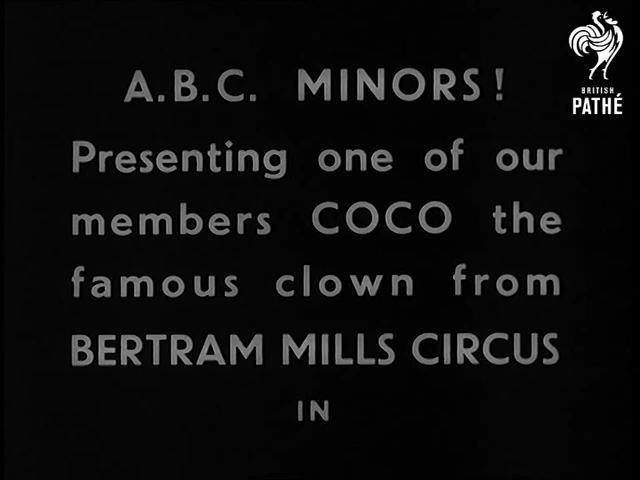 BRITISH
PATHÉ
A.B.C. MINORS!
Presenting one of our
members COCO the
famous clown from
BERTRAM MILLS CIRCUS
IN